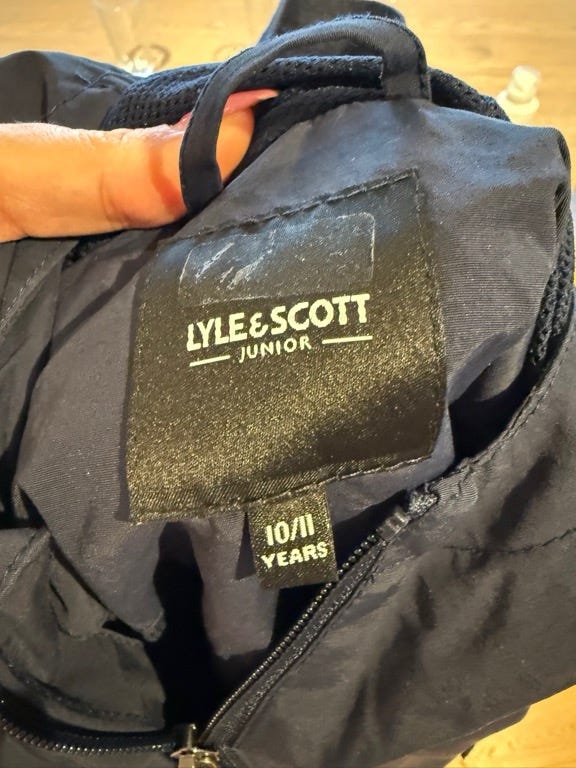 LYLE&SCOTT
JUNIOR
10/11
YEARS